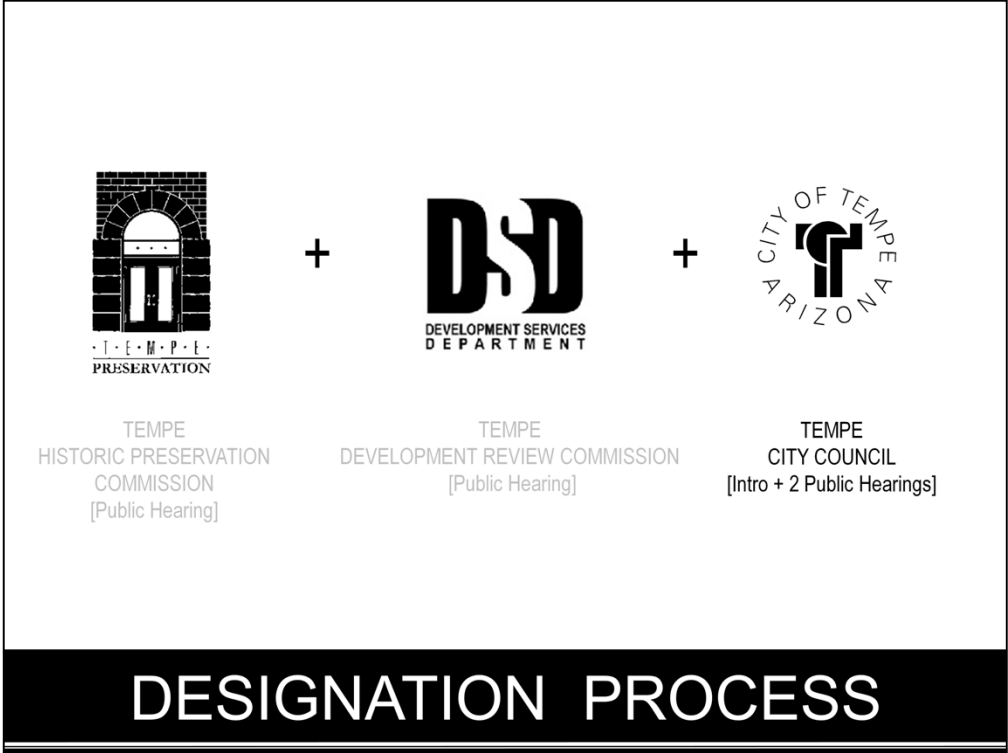 ·T·E·M·P·E·
PRESERVATION
+
DSD
DEVELOPMENT SERVICES
DEPARTMENT
+
CITY OF TEMPE
ARIZONA
TEMPE
HISTORIC PRESERVATION
COMMISSION
[Public Hearing]
TEMPE
DEVELOPMENT REVIEW COMMISSION
[Public Hearing]
TEMPE
CITY COUNCIL
[Intro + 2 Public Hearings]
DESIGNATION PROCESS